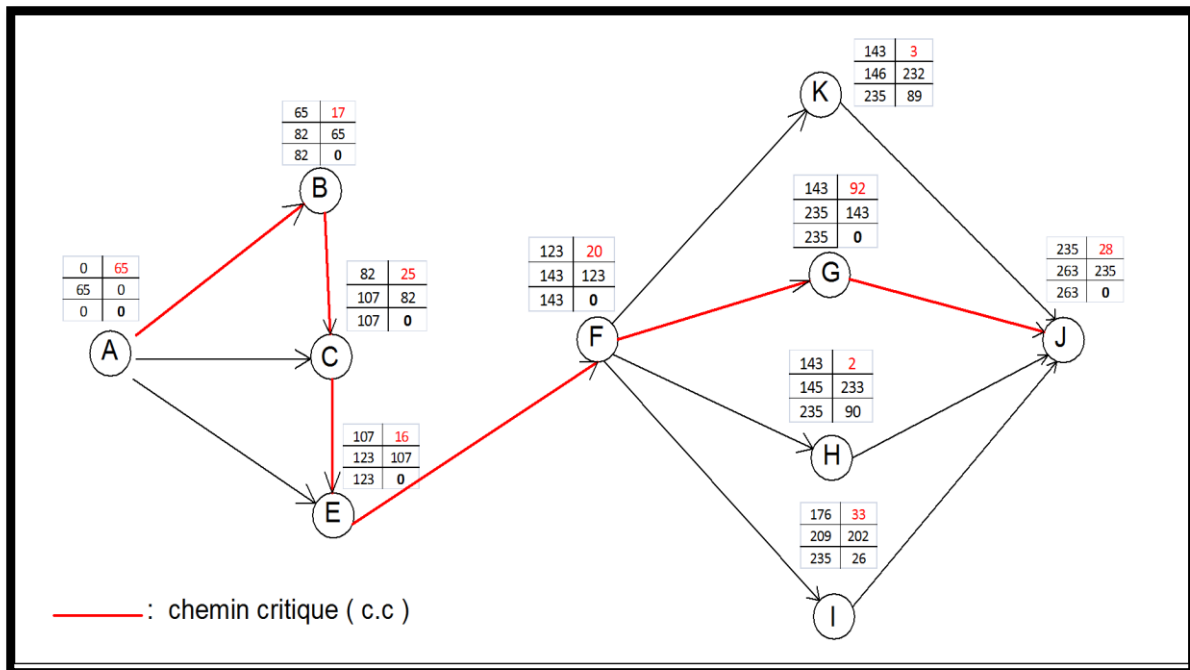 143 3
146 232
235 89
K
65 17
82 65
82 0
B
143 92
235 143
235 0
G
123 20
143 123
143 0
F
235 28
263 235
263 0
J
0 65
65 0
0 0
A
82 25
107 82
107 0
C
143 2
145 233
235 90
H
107 16
123 107
123 0
E
176 33
209 202
235 26
I
: chemin critique ( c.c )